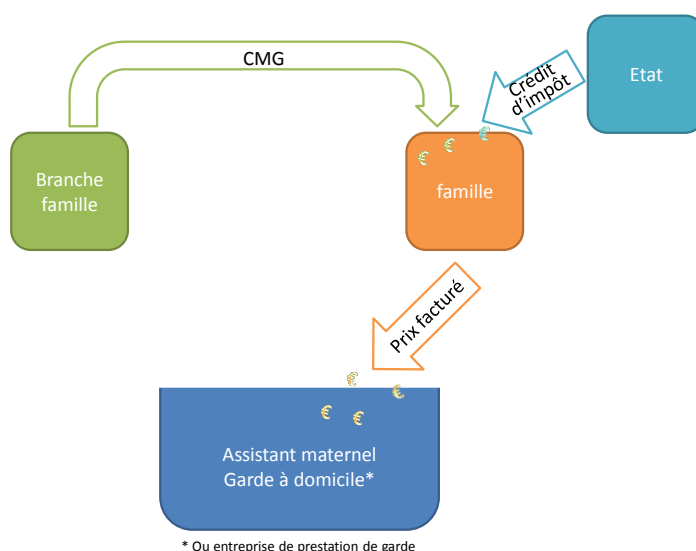 CMG
Crédit
d'impôt
Etat
Branche
famille
famille
€
€
€
Prix facturé
€
€
€
€
Assistant maternel
Garde à domicile*
* Ou entreprise de prestation de garde